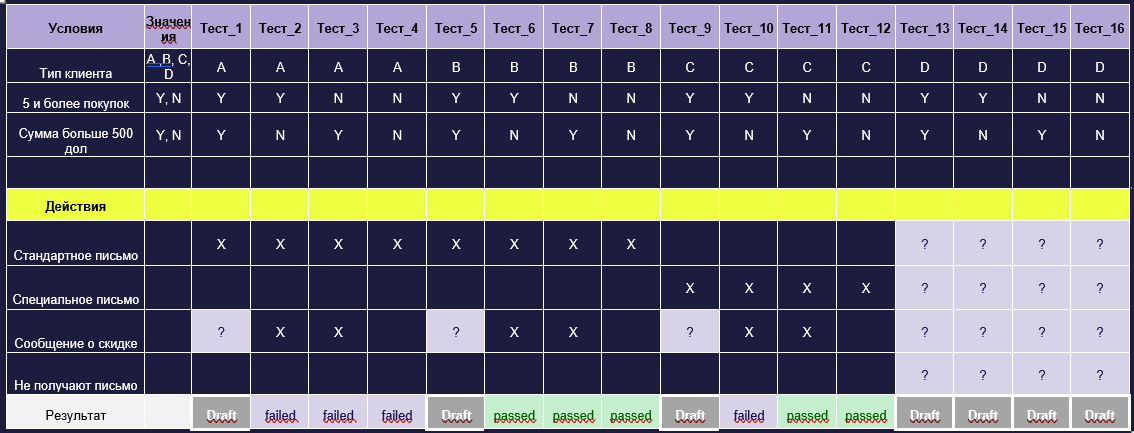 Условия Значен ия Тест_1 Тест_2 Тест_3 Тест_4 Тест_5 Тест_6 Тест_7 Тест_8 Тест_9 Тест_10 Тест_11 Тест_12 Тест_13 Тест_14 Тест_15 Тест_16
Тип клиента A ,B, C, D A A A A B B B B C C C C D D D D
5 и более покупок Y, N Y Y N N Y Y N N Y Y N N Y Y N N
Сумма больше 500 дол Y, N Y N Y N Y N Y N Y N Y N Y N Y N
Действия
Стандартное письмо X X X X X X X X ? ? ? ?
Специальное письмо X X X X ? ? ? ?
Сообщение о скидке ? X X ? X X ? X X ? ? ? ?
Не получают письмо ? ? ? ?
Результат Draft failed failed failed Draft passed passed passed Draft failed passed passed Draft Draft Draft Draft